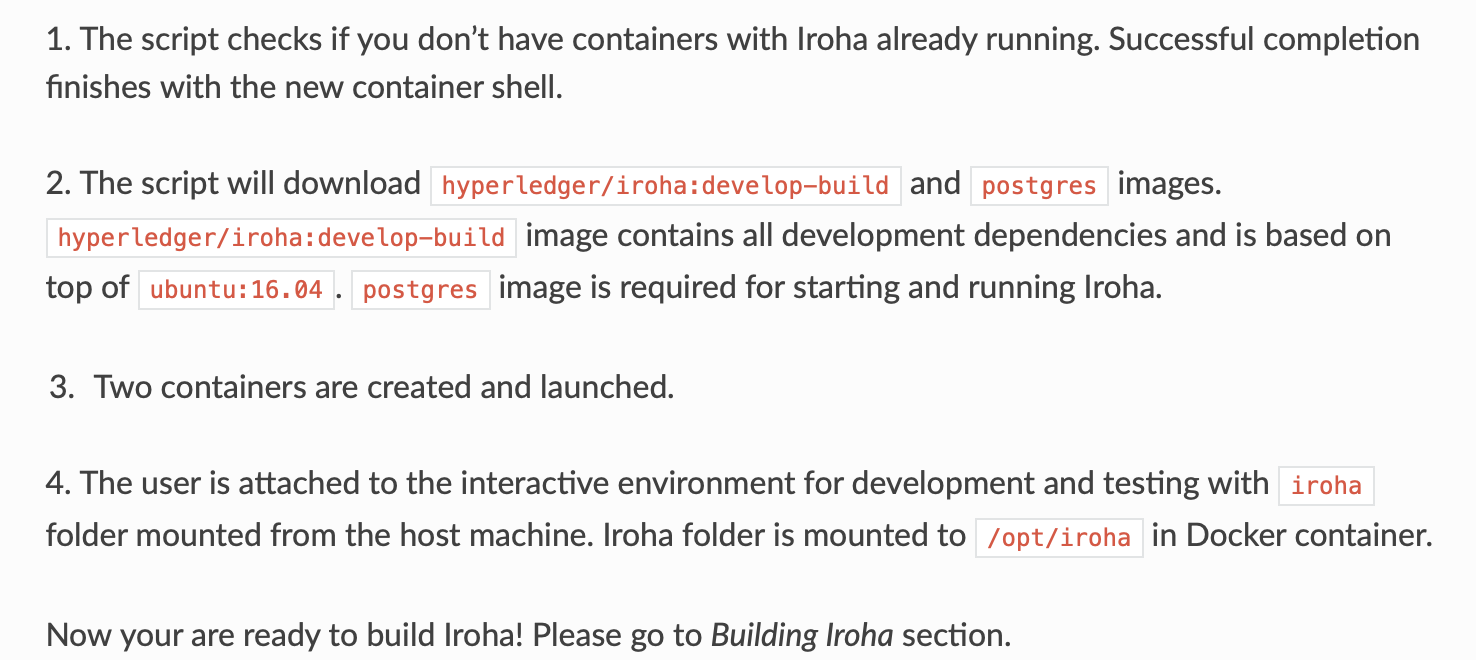 1. The script checks if you don’t have containers with Iroha already running. Successful completion
finishes with the new container shell.
2. The script will download hyperledger/iroha:develop-build and postgres images.
hyperledger/iroha:develop-build image contains all development dependencies and is based on
top of ubuntu:16.04. postgres image is required for starting and running Iroha.
3. Two containers are created and launched.
4. The user is attached to the interactive environment for development and testing with iroha
folder mounted from the host machine. Iroha folder is mounted to /opt/iroha in Docker container.
Now your are ready to build Iroha! Please go to Building Iroha section.